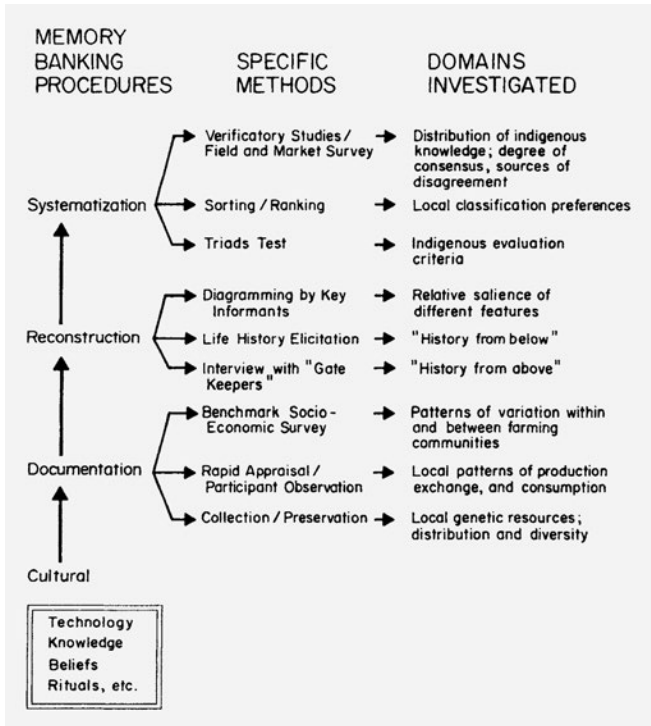 MEMORY
BANKING
PROCEDURES
SPECIFIC
METHODS
DOMAINS
INVESTIGATED
Systematization
Verificatory Studies /
Field and Market Survey
Distribution of indigenous
knowledge; degree of
consensus, sources of
disagreement
Sorting / Ranking
Local classification preferences
Triads Test
Indigenous evaluation
criteria
Reconstruction
Diagramming by Key
Informants
Relative salience of
different features
Life History Elicitation
"History from below"
Interview with "Gate
Keepers"
"History from above"
Documentation
Benchmark Socio-
Economic Survey
Patterns of variation within
and between farming
communities
Rapid Appraisal /
Participant Observation
Local patterns of production
exchange, and consumption
Collection / Preservation
Local genetic resources;
distribution and diversity
Cultural
Technology
Knowledge
Beliefs
Rituals, etc.